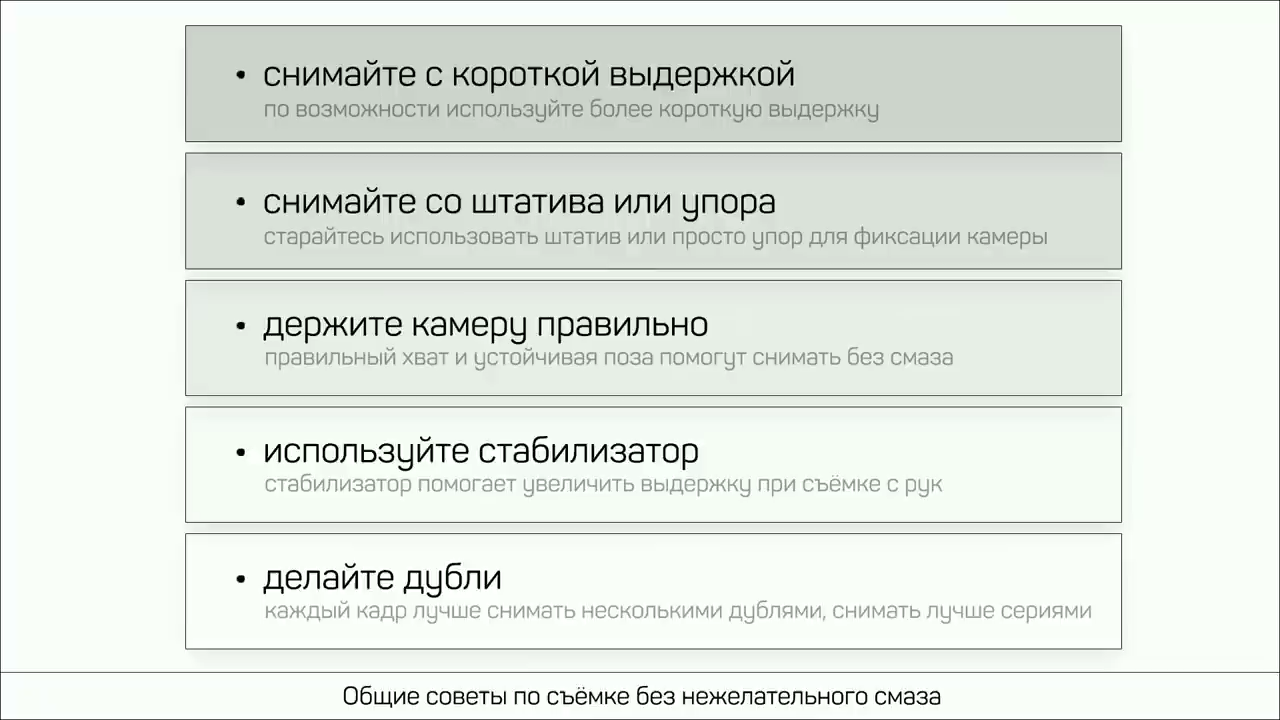 • снимайте с короткой выдержкой
по возможности используйте более короткую выдержку
• снимайте со штатива или упора
старайтесь использовать штатив или просто упор для фиксации камеры
• держите камеру правильно
правильный хват и устойчивая поза помогут снимать без смаза
• используйте стабилизатор
стабилизатор помогает увеличить выдержку при съёмке с рук
• делайте дубли
каждый кадр лучше снимать несколькими дублями, снимать лучше сериями
Общие советы по съёмке без нежелательного смаза